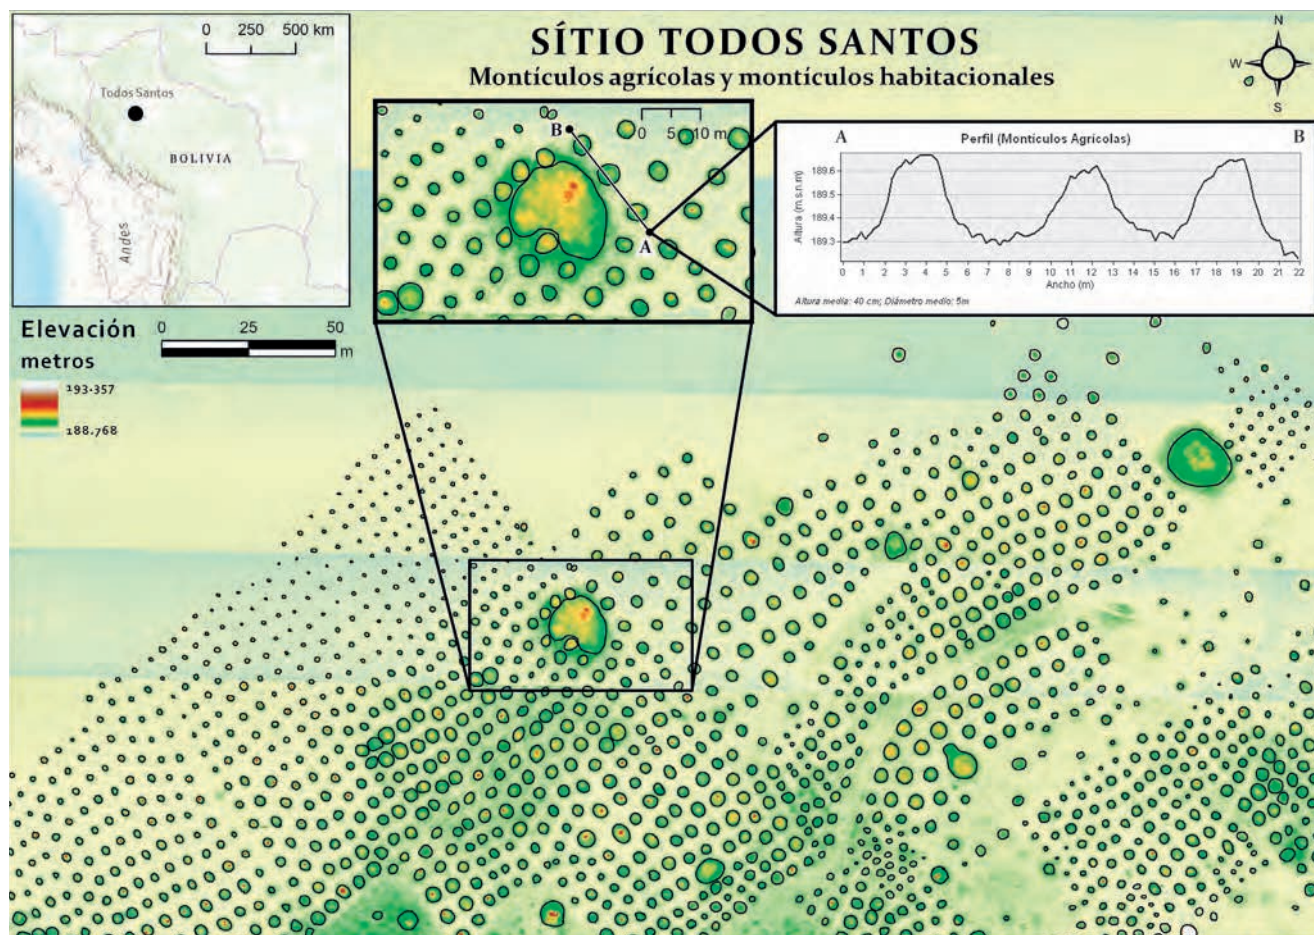 SÍTIO TODOS SANTOS
Montículos agrícolas y montículos habitacionales
0 250 500 km
Todos Santos
BOLIVIA
Andes
N
W E
S
B
0 5 10 m
A
A Perfil (Montículos Agrícolas) B
Altura (m.s.n.m)
189.6
189.5
189.4
189.3
0 1 2 3 4 5 6 7 8 9 10 11 12 13 14 15 16 17 18 19 20 21 22
Ancho (m)
Altura media: 40 cm; Diámetro medio: 5m
Elevación
metros
193.357
188.768
0 25 50
m